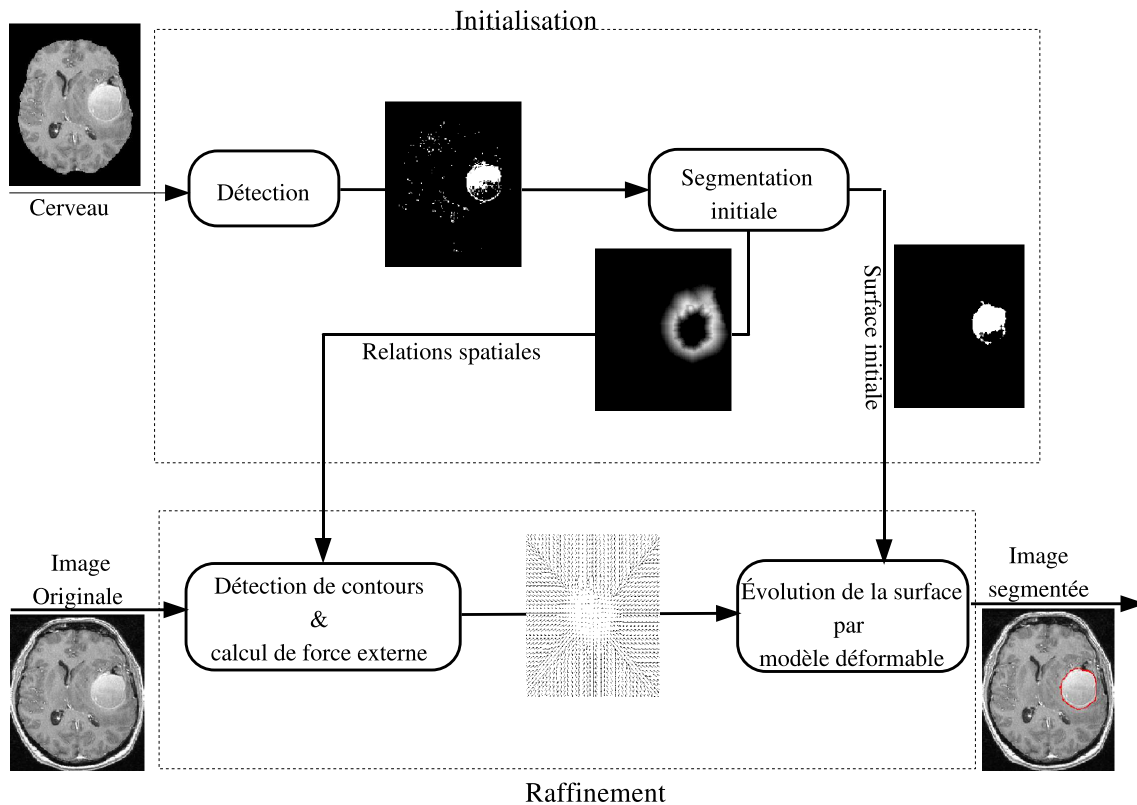 Initialisation
Cerveau
Détection
Segmentation
initiale
Relations spatiales
Surface initiale
Image
Originale
Détection de contours
&
calcul de force externe
Évolution de la surface
par
modèle déformable
Image
segmentée
Raffinement